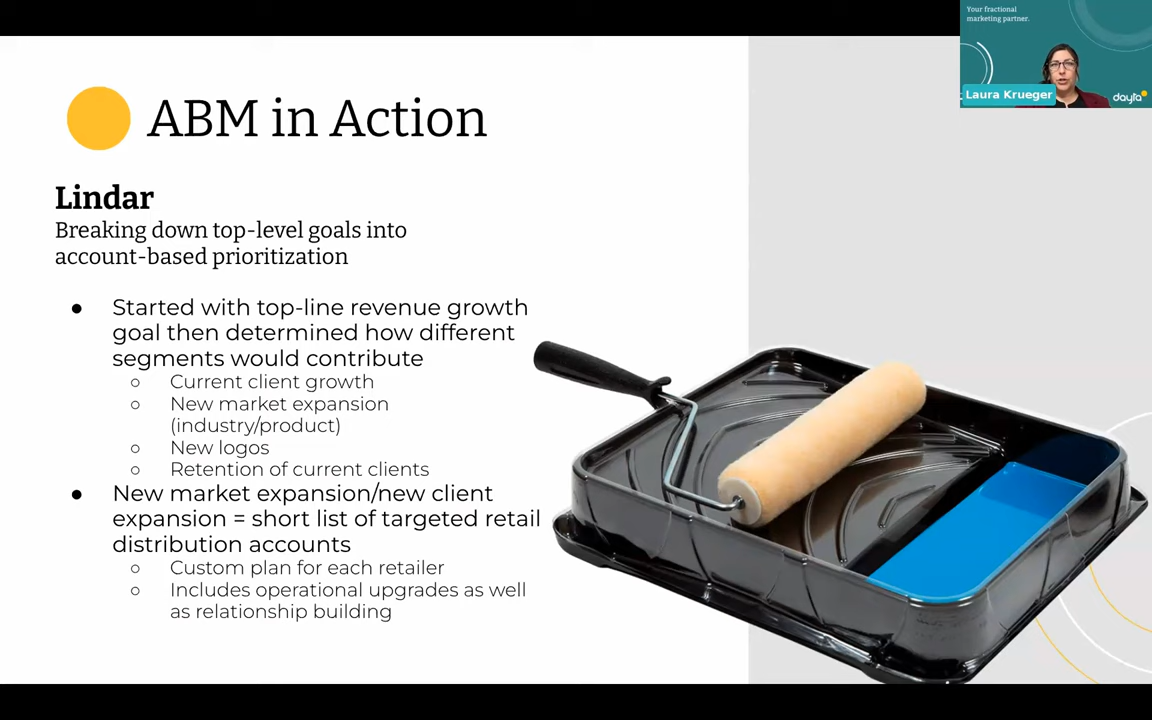 Your fractional
marketing partner.
Laura Krueger
dayta
ABM in Action
Lindar
Breaking down top-level goals into
account-based prioritization
● Started with top-line revenue growth
goal then determined how different
segments would contribute
○ Current client growth
○ New market expansion
(industry/product)
○ New logos
○ Retention of current clients
● New market expansion/new client
expansion = short list of targeted retail
distribution accounts
○ Custom plan for each retailer
○ Includes operational upgrades as well
as relationship building